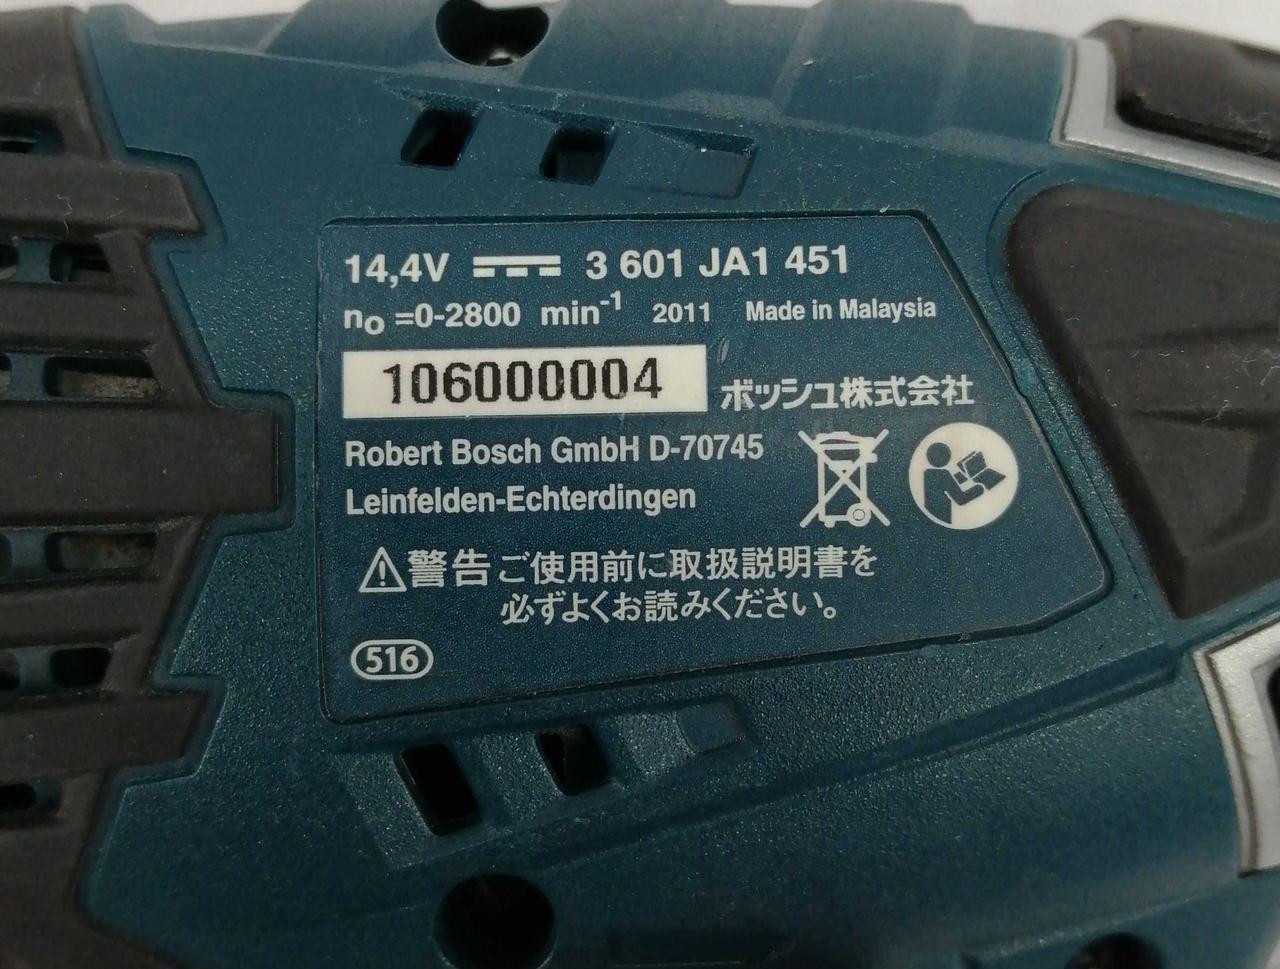 14,4V ⎓ 3 601 JA1 451
n₀ =0-2800 min⁻¹ 2011 Made in Malaysia
106000004
ボッシュ株式会社
Robert Bosch GmbH D-70745
Leinfelden-Echterdingen
⚠警告 ご使用前に取扱説明書を
必ずよくお読みください。
516